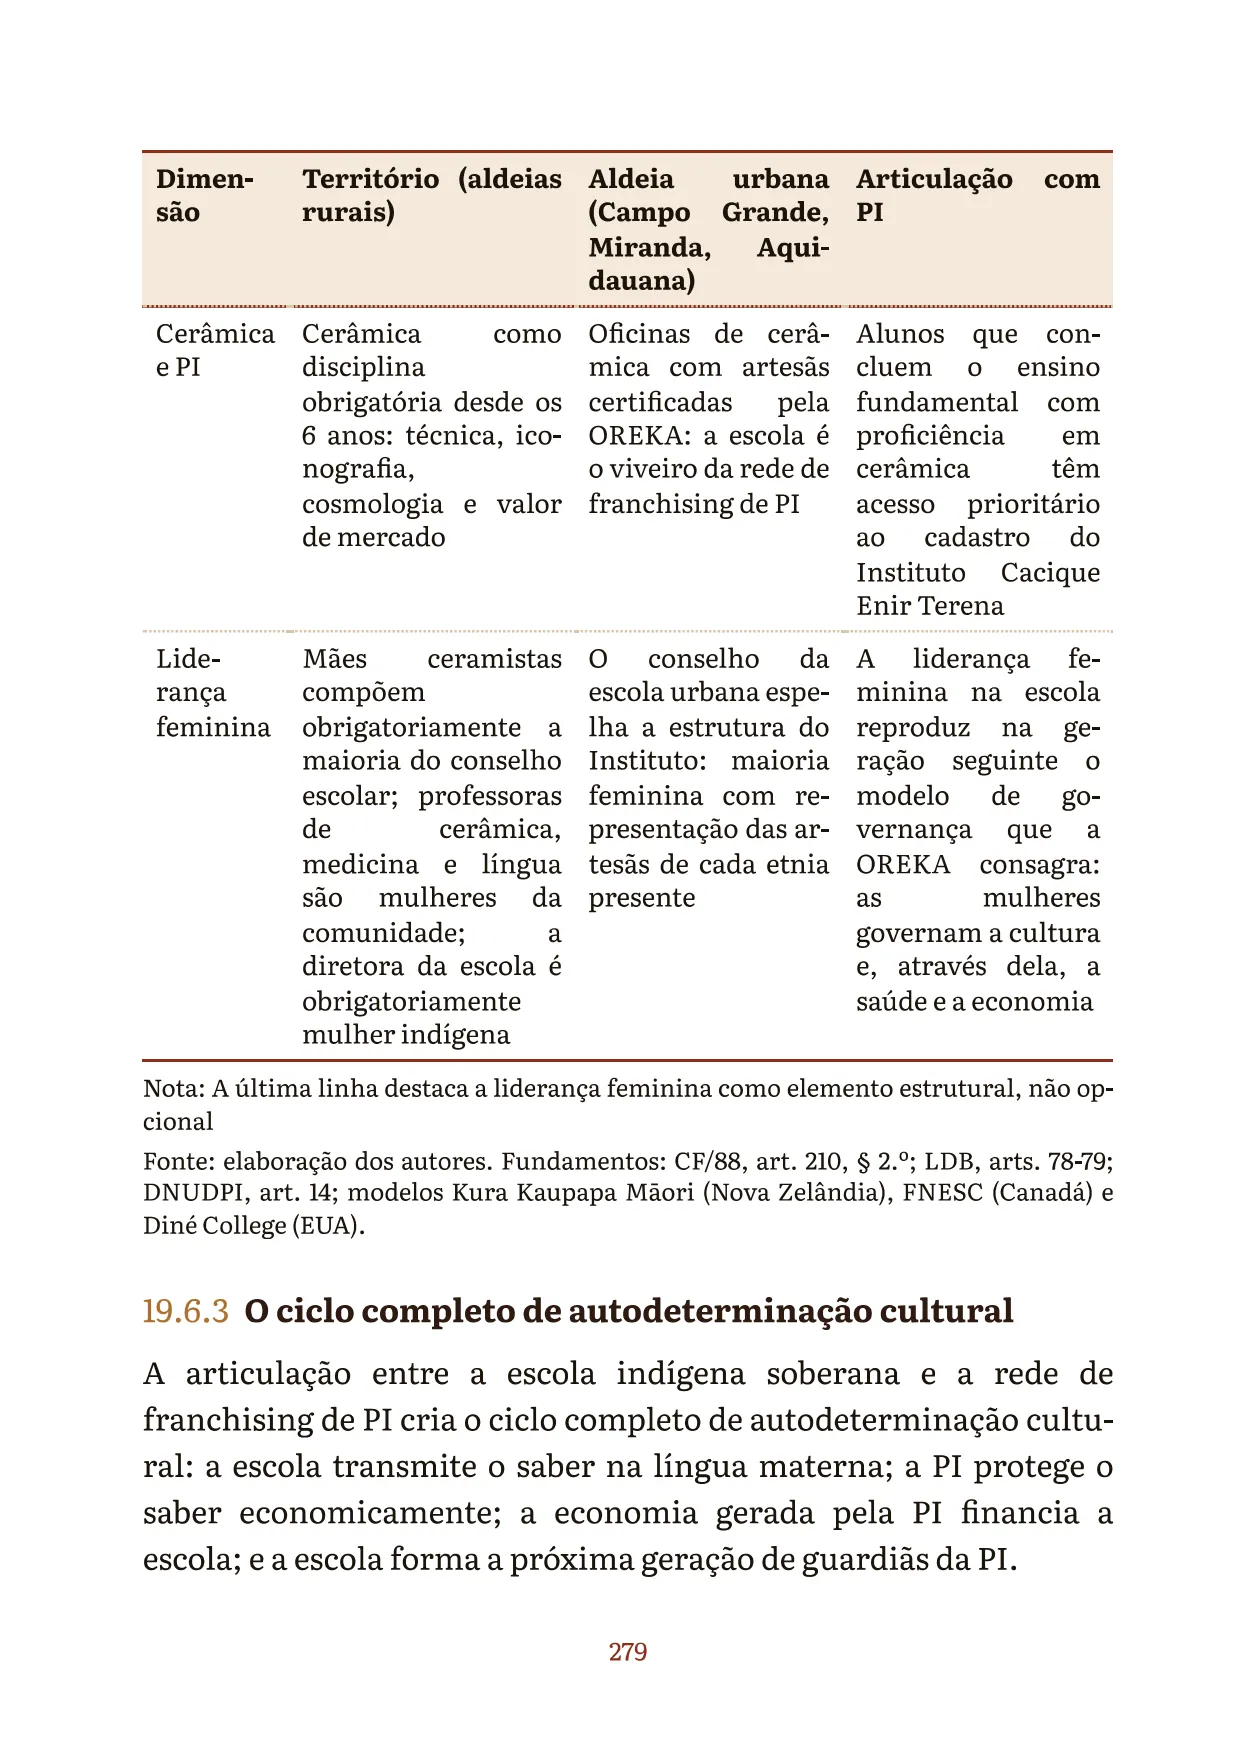 Dimen-
são
Território (aldeias
rurais)
Aldeia urbana
(Campo Grande,
Miranda, Aqui-
dauana)
Articulação com
PI
Cerâmica
e PI
Cerâmica como
disciplina
obrigatória desde os
6 anos: técnica, ico-
nografia,
cosmologia e valor
de mercado
Oficinas de cerâ-
mica com artesãs
certificadas pela
OREKA: a escola é
o viveiro da rede de
franchising de PI
Alunos que con-
cluem o ensino
fundamental com
proficiência em
cerâmica têm
acesso prioritário
ao cadastro do
Instituto Cacique
Enir Terena
Lide-
rança
feminina
Mães ceramistas
compõem
obrigatoriamente a
maioria do conselho
escolar; professoras
de cerâmica,
medicina e língua
são mulheres da
comunidade; a
diretora da escola é
obrigatoriamente
mulher indígena
O conselho da
escola urbana espe-
lha a estrutura do
Instituto: maioria
feminina com re-
presentação das ar-
tesãs de cada etnia
presente
A liderança fe-
minina na escola
reproduz na ge-
ração seguinte o
modelo de go-
vernança que a
OREKA consagra:
as mulheres
governam a cultura
e, através dela, a
saúde e a economia
Nota: A última linha destaca a liderança feminina como elemento estrutural, não op-
cional
Fonte: elaboração dos autores. Fundamentos: CF/88, art. 210, § 2.º; LDB, arts. 78-79;
DNUDPI, art. 14; modelos Kura Kaupapa Māori (Nova Zelândia), FNESC (Canadá) e
Diné College (EUA).
19.6.3 O ciclo completo de autodeterminação cultural
A articulação entre a escola indígena soberana e a rede de
franchising de PI cria o ciclo completo de autodeterminação cultu-
ral: a escola transmite o saber na língua materna; a PI protege o
saber economicamente; a economia gerada pela PI financia a
escola; e a escola forma a próxima geração de guardiãs da PI.
279